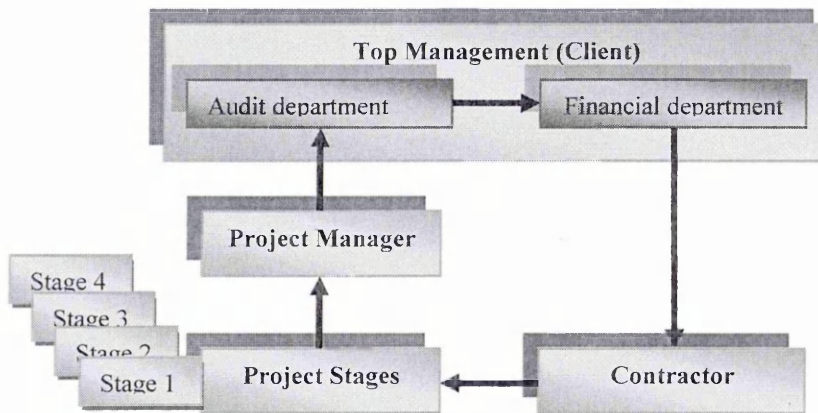 Top Management (Client)
Audit department
Financial department
Project Manager
Stage 4
Stage 3
Stage 2
Stage 1
Project Stages
Contractor